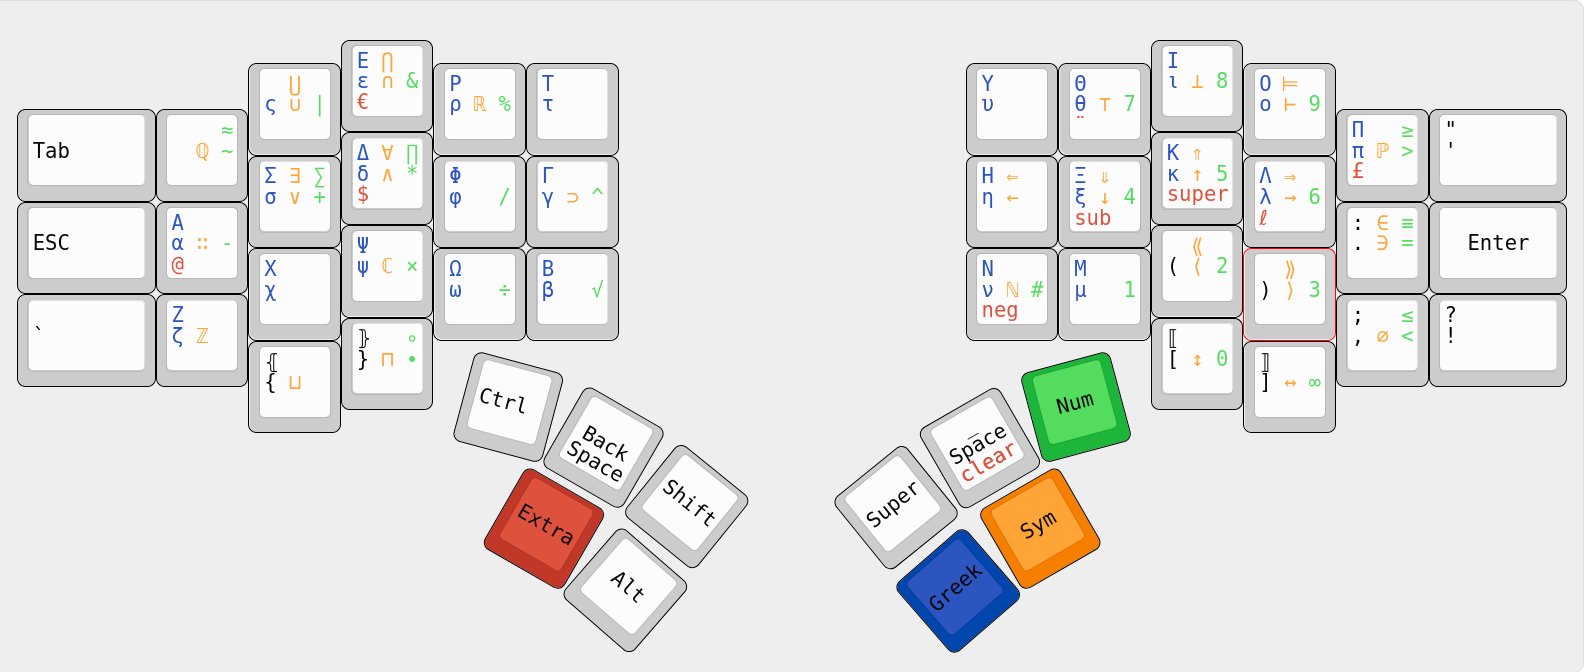 Tab
≈
ℚ ~
⋃
ς ∪ |
Ε ⋂
ε ∩ &
€
Ρ
ρ ℝ %
Τ
τ
Υ
υ
Θ
θ ⊤ 7
¨
Ι
ι ⊥ 8
Ο ⊨
ο ⊢ 9
Π ≥
π ℙ >
£
"
'
ESC
Α
α ∷ -
@
Σ ∃ ∑
σ ∨ +
Δ ∀ ∏
δ ∧ *
$
Φ
φ /
Γ
γ ⊃ ^
Η ⇐
η ←
Ξ ⇓
ξ ↓ 4
sub
Κ ⇑
κ ↑ 5
super
Λ ⇒
λ → 6
ℓ
: ∈ ≡
. ∋ =
Enter
`
Ζ
ζ ℤ
Χ
χ
Ψ
ψ ℂ ×
Ω
ω ÷
Β
β √
Ν
ν ℕ #
neg
Μ
μ 1
⟪
( ⟨ 2
⟫
) ⟩ 3
; ≤
, ∅ <
?
!
⦃
{ ⊔
⦄ ∘
} ⊓ •
⟦
[ ↕ 0
⟧
] ↔ ∞
Ctrl
Back
Space
Shift
Extra
Alt
Super
_
Space
clear
Num
Sym
Greek